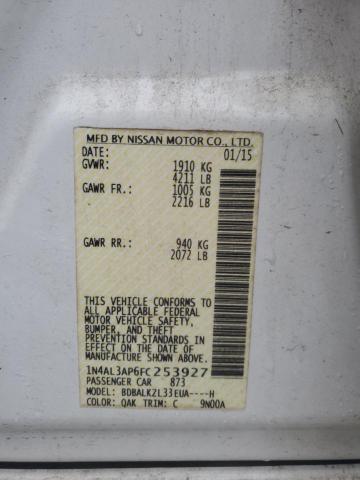 MFD BY NISSAN MOTOR CO., LTD.
DATE: 01/15
GVWR: 1910 KG
4211 LB
GAWR FR: 1005 KG
2216 LB
GAWR RR: 940 KG
2072 LB
THIS VEHICLE CONFORMS TO
ALL APPLICABLE FEDERAL
MOTOR VEHICLE SAFETY,
BUMPER, AND THEFT
PREVENTION STANDARDS
IN EFFECT ON THE DATE OF
MANUFACTURE SHOWN ABOVE.
1N4AL3AP6FC253927
PASSENGER CAR 873
MODEL: BDBALKZL33EUA----H
COLOR: QAK TRIM: C 9N00A